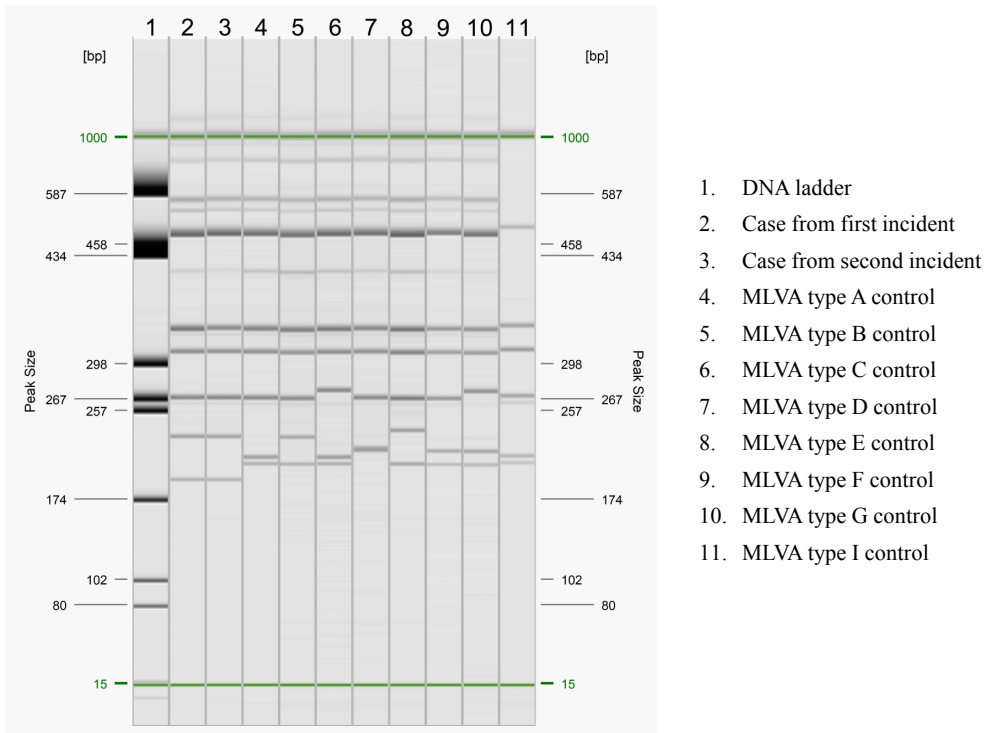 1 2 3 4 5 6 7 8 9 10 11
[bp] [bp]
1000 1000
587 587
458 458
434 434
298 298
267 267
257 257
174 174
102 102
80 80
15 15
Peak Size
Peak Size
1. DNA ladder
2. Case from first incident
3. Case from second incident
4. MLVA type A control
5. MLVA type B control
6. MLVA type C control
7. MLVA type D control
8. MLVA type E control
9. MLVA type F control
10. MLVA type G control
11. MLVA type I control